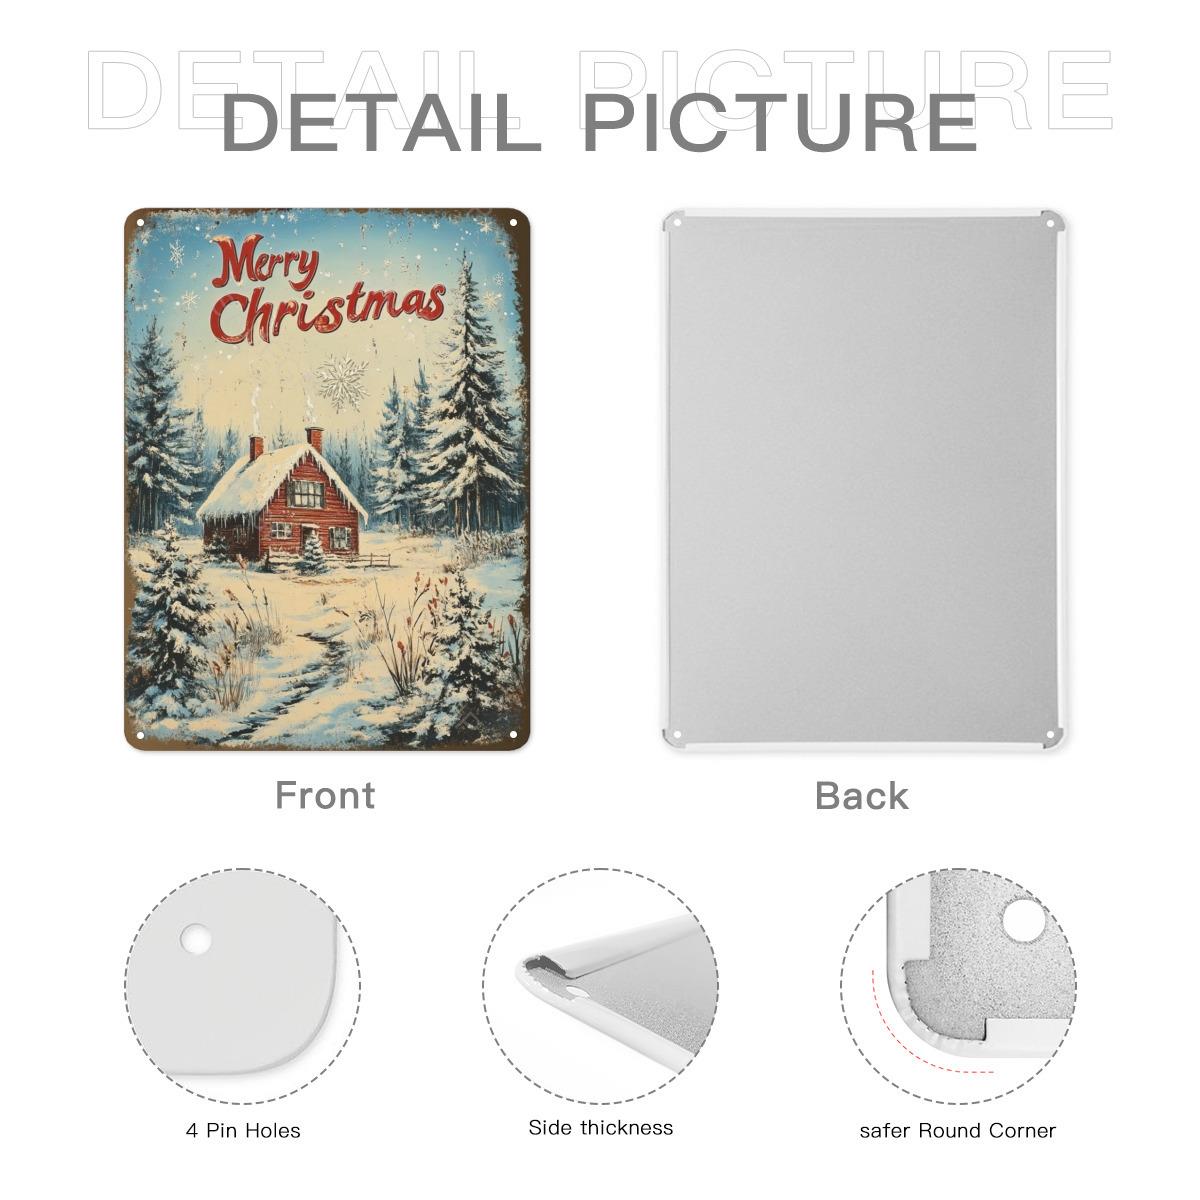 DETAIL PICTURE
DETAIL PICTURE
Merry
Christmas
Front
Back
4 Pin Holes
Side thickness
safer Round Corner